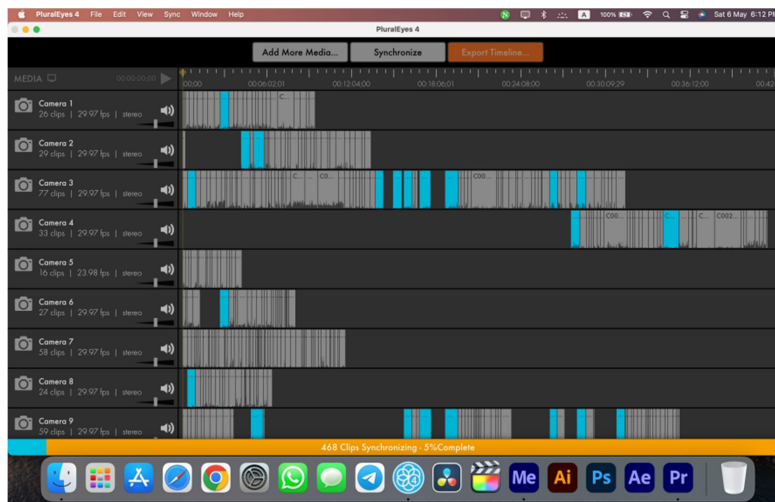 PluralEyes 4 File Edit View Sync Window Help A 100% Sat 6 May 6:12 PM
PluralEyes 4
Add More Media... Synchronize Export Timeline...
MEDIA 00:00:00;00 00:00 00:06:02:01 00:12:04:00 00:18:06:01 00:24:08:00 00:30:09:29 00:36:12:00 00:42
Camera 1 C...
26 clips | 29.97 fps | stereo
Camera 2
29 clips | 29.97 fps | stereo
Camera 3 C... C0... C00...
77 clips | 29.97 fps | stereo
Camera 4 C00... C... C... C002...
33 clips | 29.97 fps | stereo
Camera 5
16 clips | 23.98 fps | stereo
Camera 6
27 clips | 29.97 fps | stereo
Camera 7
58 clips | 29.97 fps | stereo
Camera 8
24 clips | 29.97 fps | stereo
Camera 9
59 clips | 29.97 fps | stereo
468 Clips Synchronizing - 5%Complete
4 Me Ai Ps Ae Pr